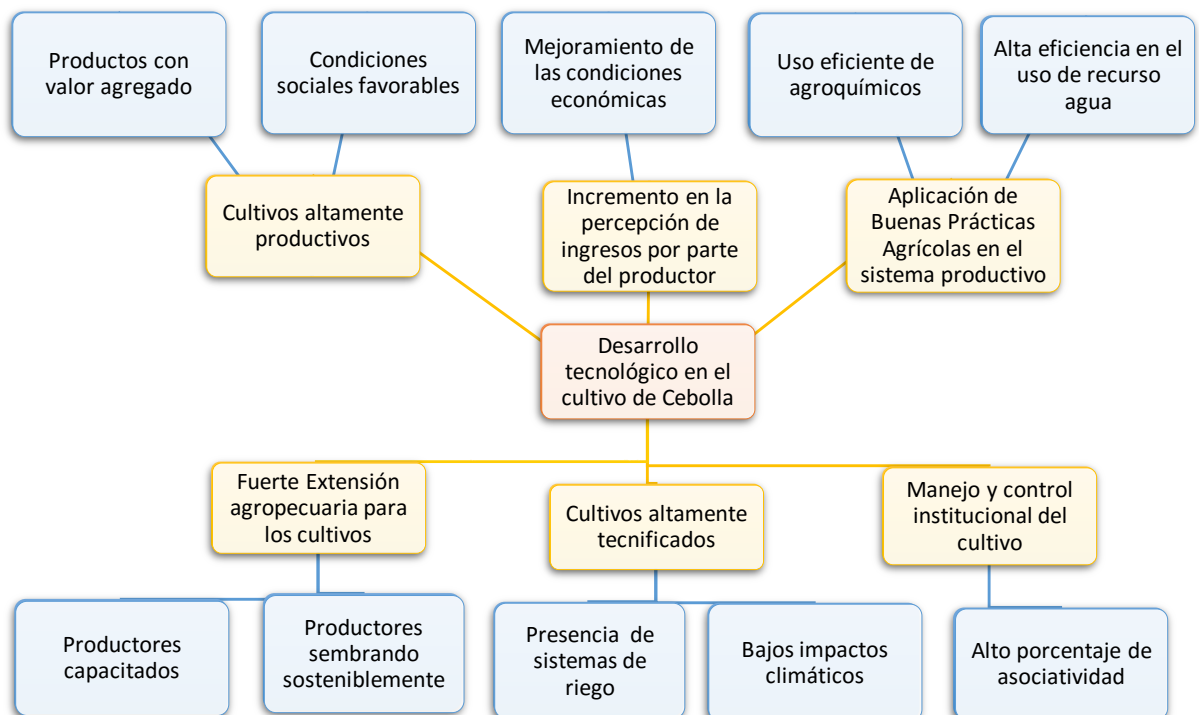 Productos con
valor agregado
Condiciones
sociales favorables
Mejoramiento de
las condiciones
económicas
Uso eficiente de
agroquímicos
Alta eficiencia en el
uso de recurso
agua
Cultivos altamente
productivos
Incremento en la
percepción de
ingresos por parte
del productor
Aplicación de
Buenas Prácticas
Agrícolas en el
sistema productivo
Desarrollo
tecnológico en el
cultivo de Cebolla
Fuerte Extensión
agropecuaria para
los cultivos
Cultivos altamente
tecnificados
Manejo y control
institucional del
cultivo
Productores
capacitados
Productores
sembrando
sosteniblemente
Presencia de
sistemas de
riego
Bajos impactos
climáticos
Alto porcentaje de
asociatividad